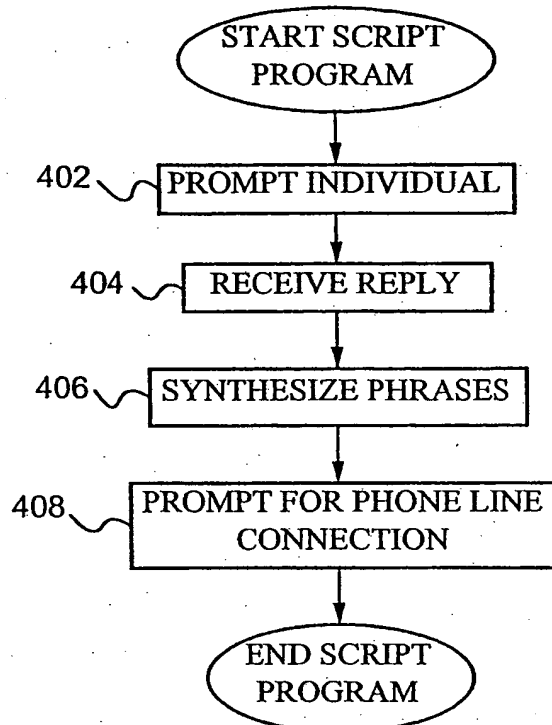 START SCRIPT
PROGRAM
402
PROMPT INDIVIDUAL
404
RECEIVE REPLY
406
SYNTHESIZE PHRASES
408
PROMPT FOR PHONE LINE
CONNECTION
END SCRIPT
PROGRAM